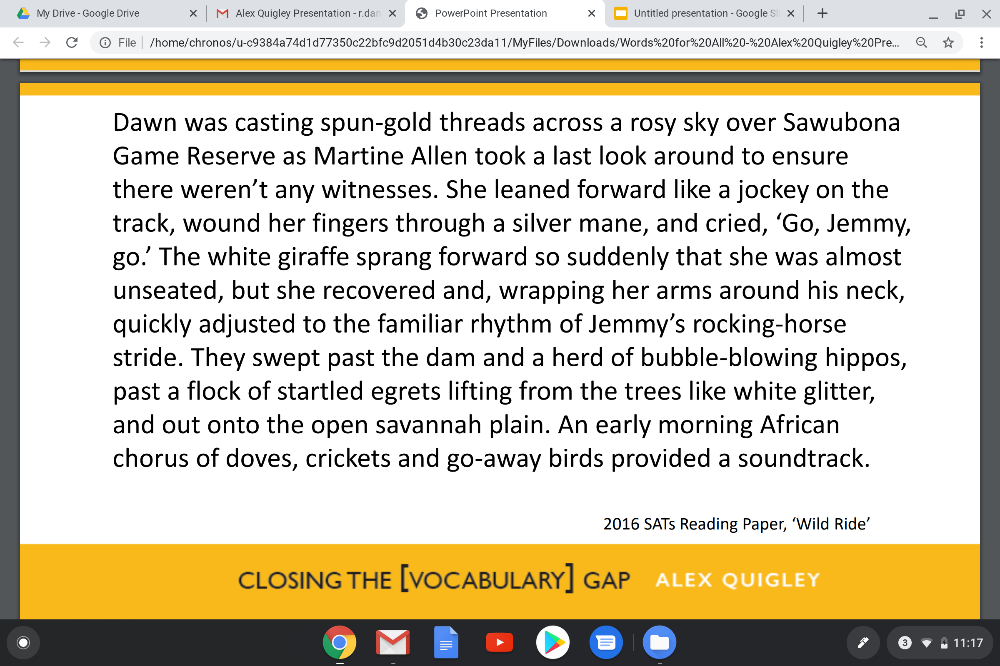 My Drive - Google Drive
Alex Quigley Presentation - r.dan
PowerPoint Presentation
Untitled presentation - Google Sli
File
/home/chronos/u-c9384a74d1d77350c22bfc9d2051d4b30c23da11/MyFiles/Downloads/Words%20for%20All%20-%20Alex%20Quigley%20Pre...
Dawn was casting spun-gold threads across a rosy sky over Sawubona
Game Reserve as Martine Allen took a last look around to ensure
there weren’t any witnesses. She leaned forward like a jockey on the
track, wound her fingers through a silver mane, and cried, ‘Go, Jemmy,
go.’ The white giraffe sprang forward so suddenly that she was almost
unseated, but she recovered and, wrapping her arms around his neck,
quickly adjusted to the familiar rhythm of Jemmy’s rocking-horse
stride. They swept past the dam and a herd of bubble-blowing hippos,
past a flock of startled egrets lifting from the trees like white glitter,
and out onto the open savannah plain. An early morning African
chorus of doves, crickets and go-away birds provided a soundtrack.
2016 SATs Reading Paper, ‘Wild Ride’
CLOSING THE [VOCABULARY] GAP ALEX QUIGLEY
3 11:17